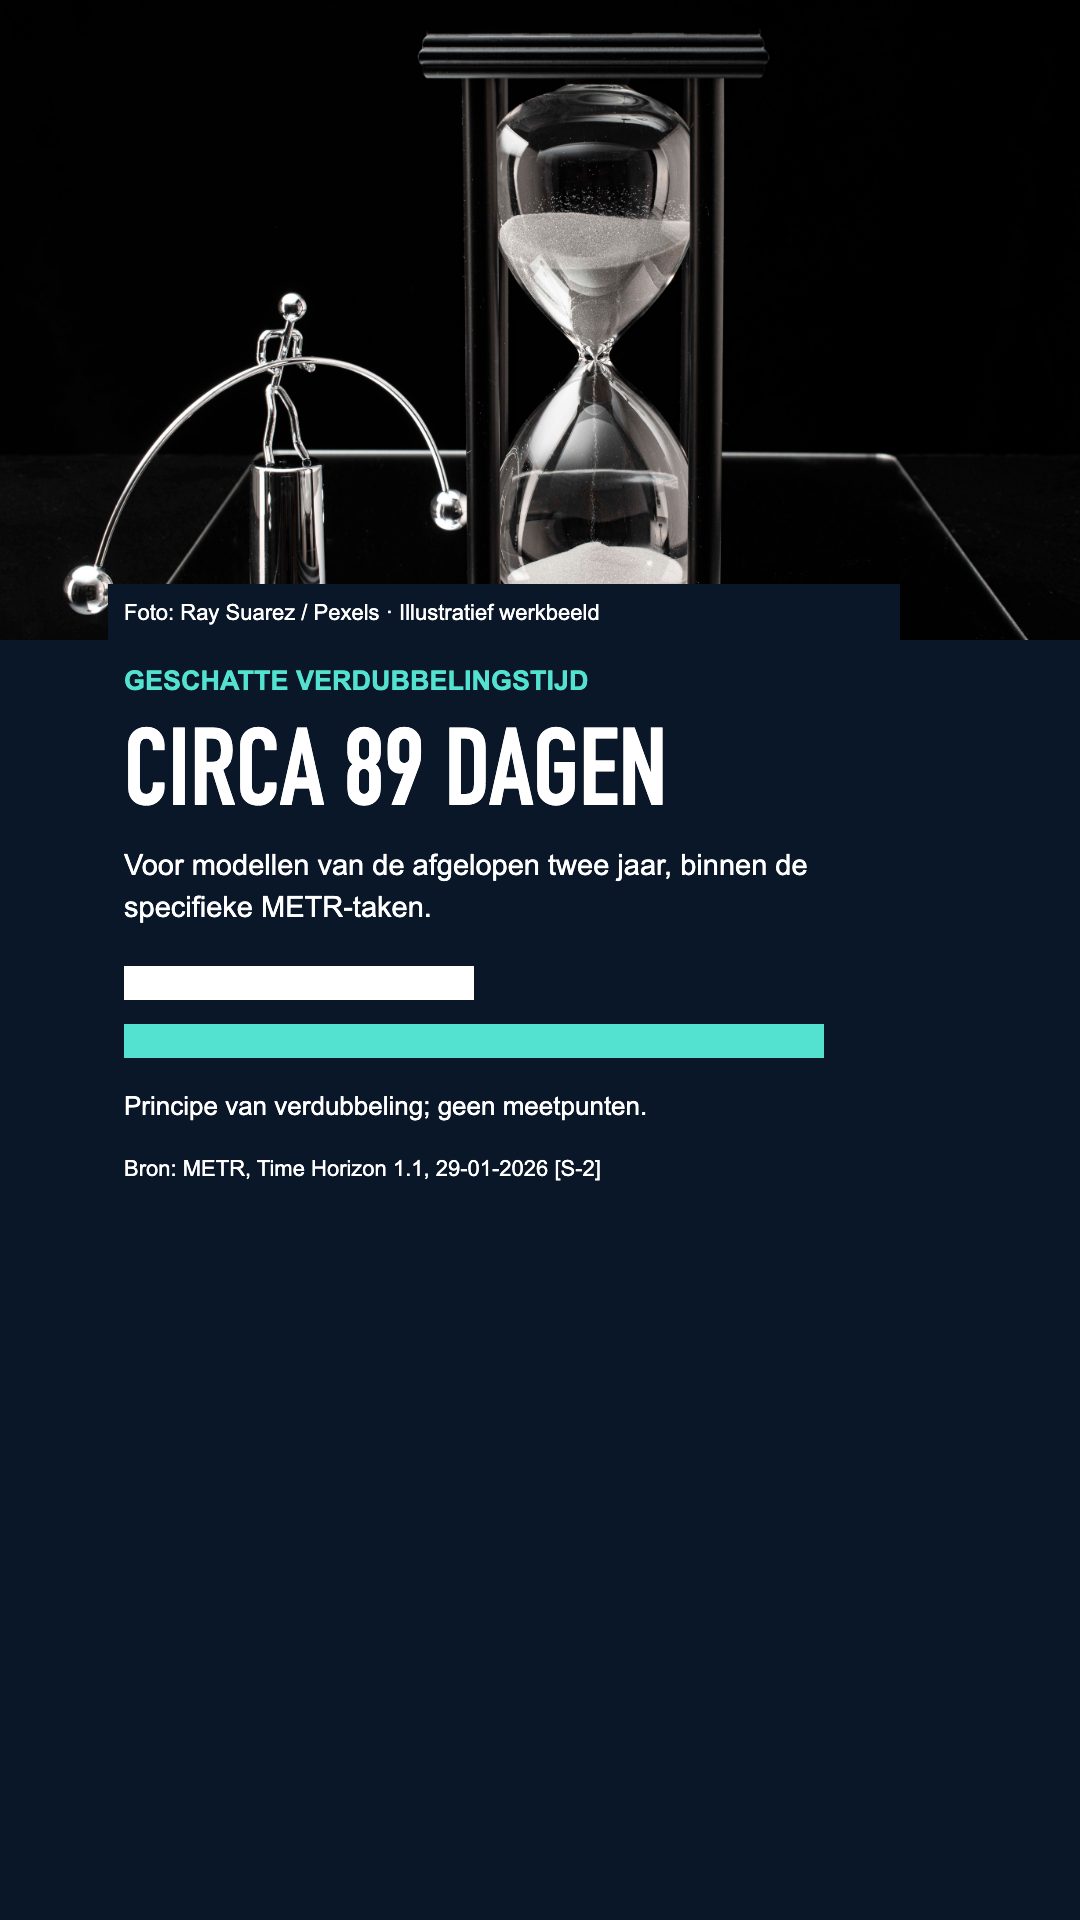 Foto: Ray Suarez / Pexels · Illustratief werkbeeld
GESCHATTE VERDUBBELINGSTIJD
CIRCA 89 DAGEN
Voor modellen van de afgelopen twee jaar, binnen de
specifieke METR-taken.
Principe van verdubbeling; geen meetpunten.
Bron: METR, Time Horizon 1.1, 29-01-2026 [S-2]